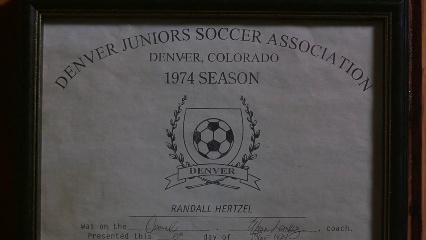 DENVER JUNIORS SOCCER ASSOCIATION
DENVER, COLORADO
1974 SEASON
DENVER
RANDALL HERTZEL
Was on the , coach.
Presented this day of